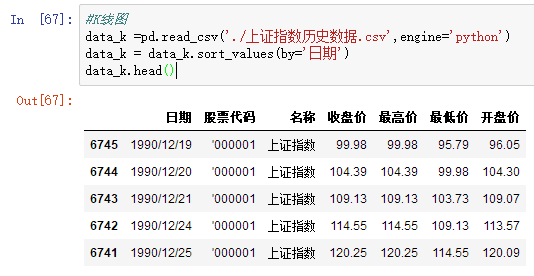 In [67]: #K线图
data_k =pd.read_csv('./上证指数历史数据.csv',engine='python')
data_k = data_k.sort_values(by='日期')
data_k.head()
Out[67]:
日期 股票代码 名称 收盘价 最高价 最低价 开盘价
6745 1990/12/19 '000001 上证指数 99.98 99.98 95.79 96.05
6744 1990/12/20 '000001 上证指数 104.39 104.39 99.98 104.30
6743 1990/12/21 '000001 上证指数 109.13 109.13 103.73 109.07
6742 1990/12/24 '000001 上证指数 114.55 114.55 109.13 113.57
6741 1990/12/25 '000001 上证指数 120.25 120.25 114.55 120.09